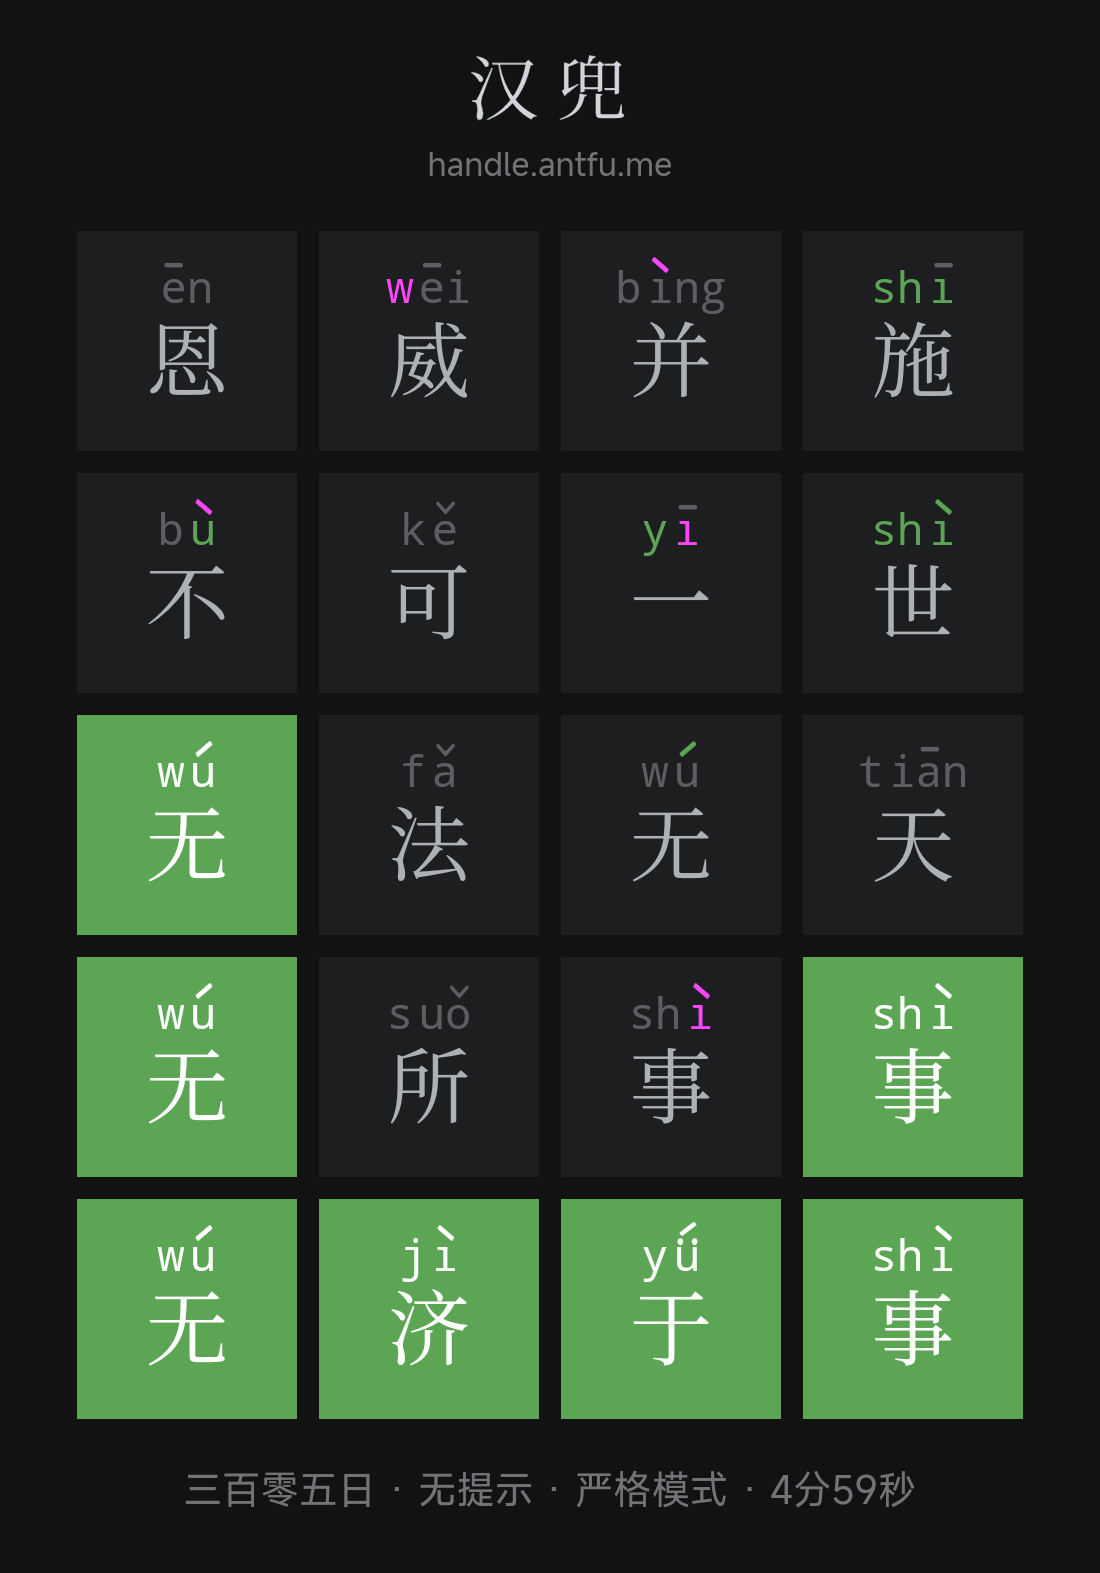 汉兜
handle.antfu.me
ēn wēi bìng shī
恩 威 并 施
bù kě yī shì
不 可 一 世
wú fǎ wú tiān
无 法 无 天
wú suǒ shì shì
无 所 事 事
wú jì yǘ shì
无 济 于 事
三百零五日 · 无提示 · 严格模式 · 4分59秒